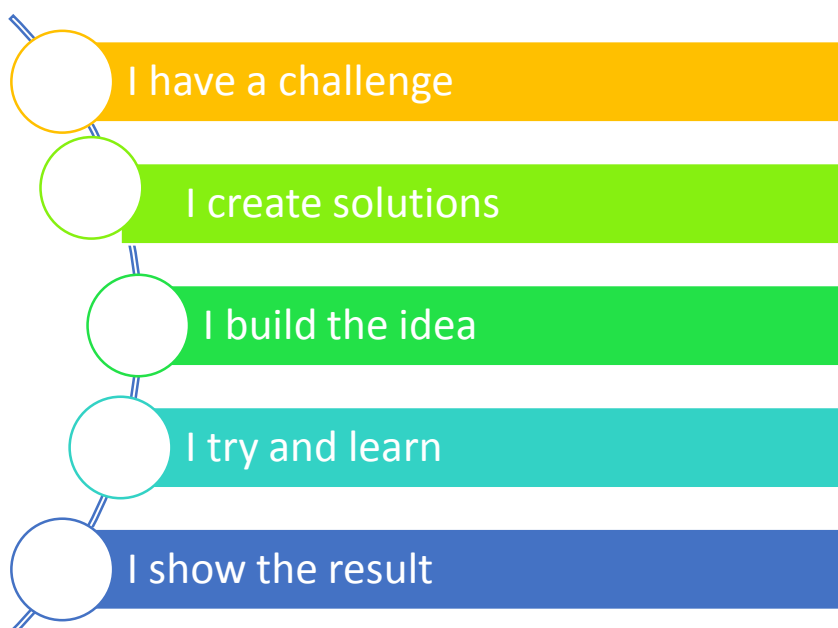 I have a challenge
I create solutions
I build the idea
I try and learn
I show the result